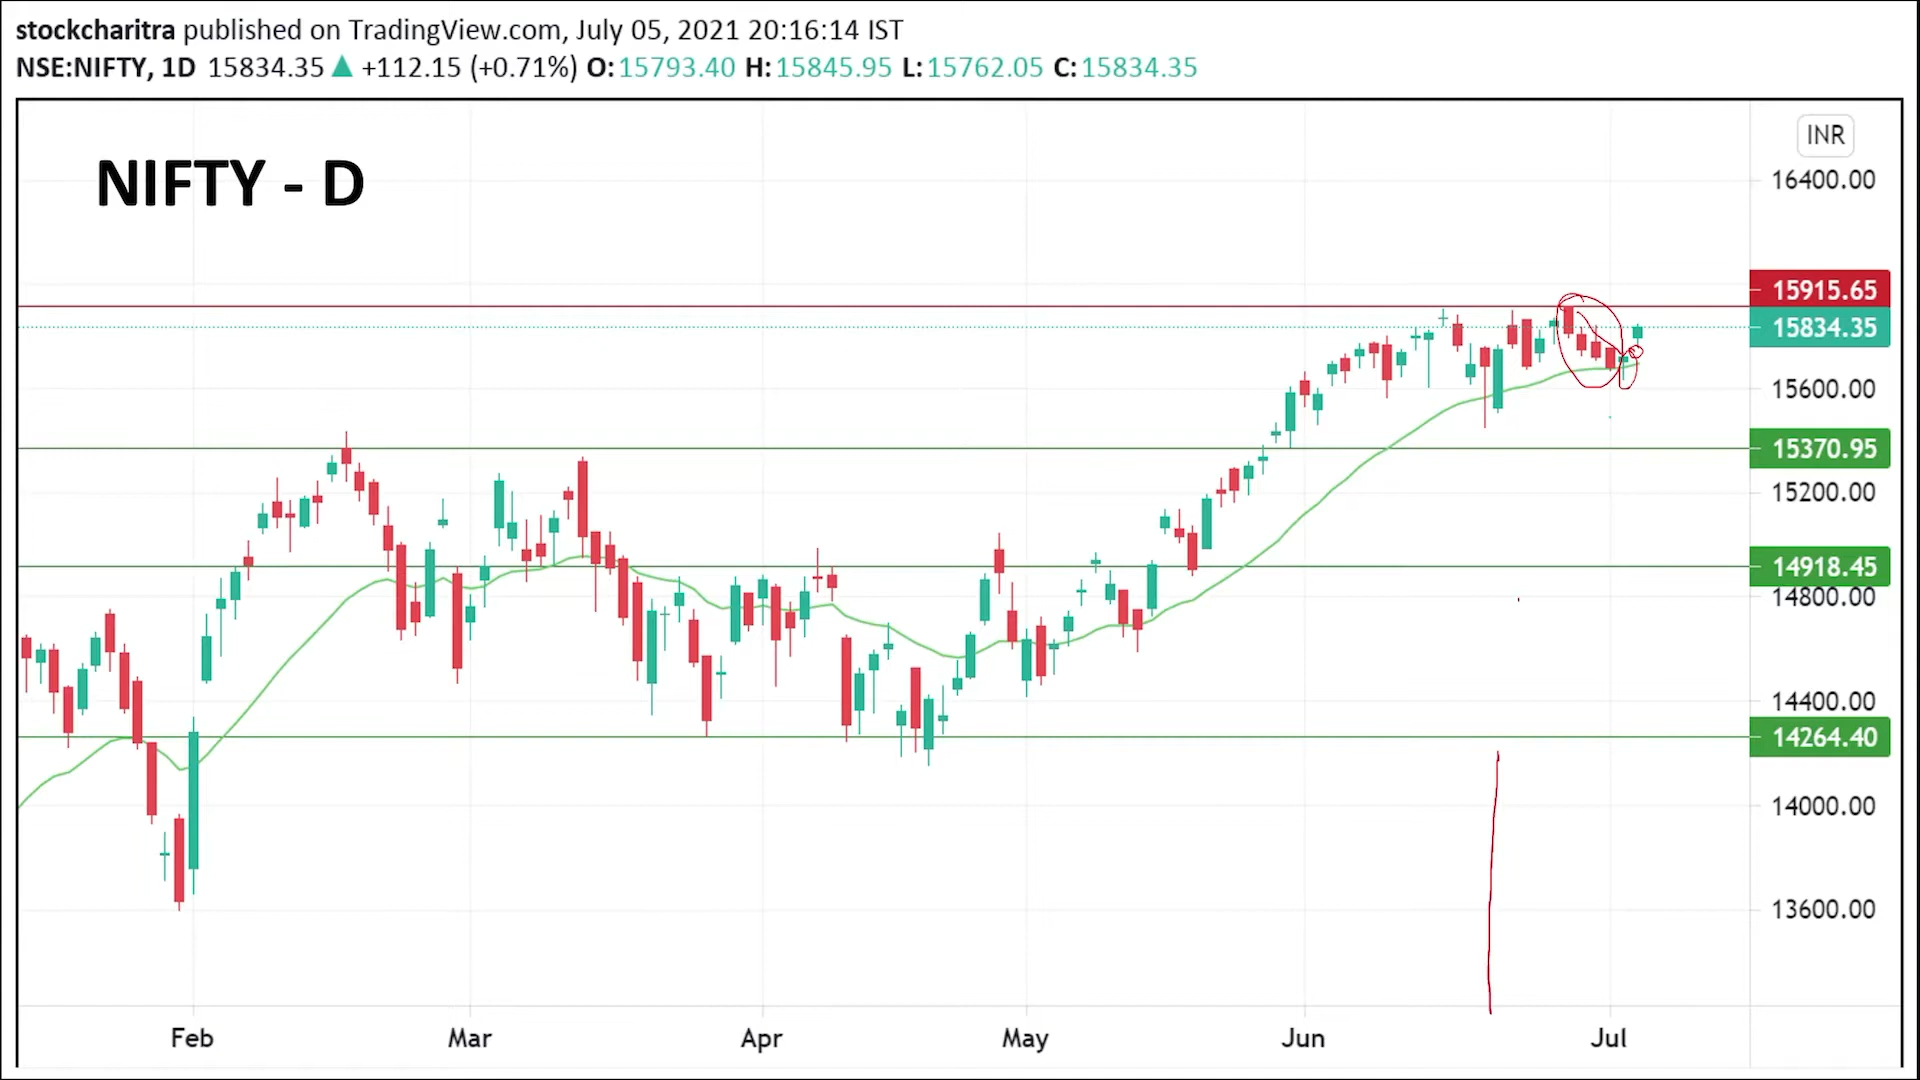 stockcharitra published on TradingView.com, July 05, 2021 20:16:14 IST
NSE:NIFTY, 1D 15834.35 ▲ +112.15 (+0.71%) O:15793.40 H:15845.95 L:15762.05 C:15834.35
NIFTY - D
INR
16400.00
15915.65
15834.35
15600.00
15370.95
15200.00
14918.45
14800.00
14400.00
14264.40
14000.00
13600.00
Feb Mar Apr May Jun Jul